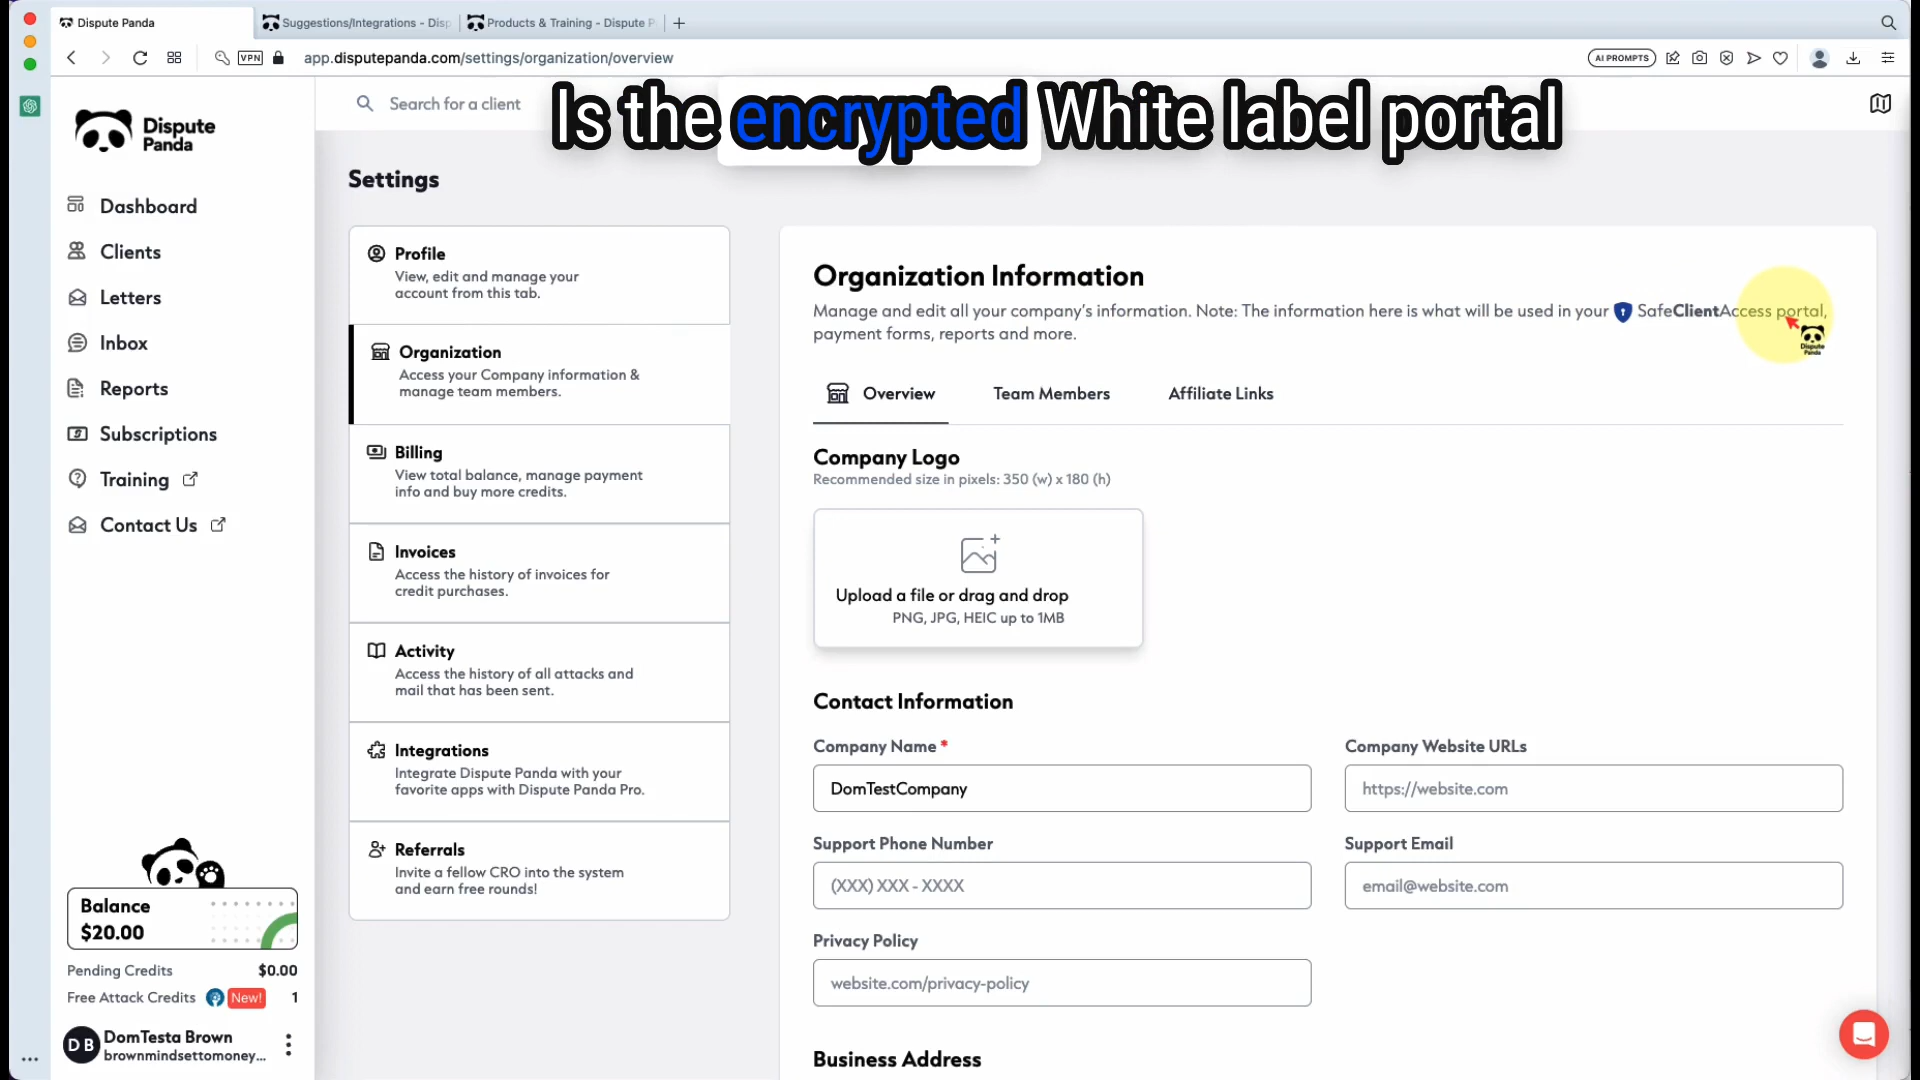 Dispute Panda
Suggestions/Integrations - Disp
Products & Training - Dispute P
VPN
app.disputepanda.com/settings/organization/overview
AI PROMPTS
Dispute
Panda
Search for a client
Is the encrypted White label portal
Dashboard
Clients
Letters
Inbox
Reports
Subscriptions
Training
Contact Us
Balance
$20.00
Pending Credits $0.00
Free Attack Credits New! 1
D B
DomTesta Brown
brownmindsettomoney...
Settings
Profile
View, edit and manage your
account from this tab.
Organization
Access your Company information &
manage team members.
Billing
View total balance, manage payment
info and buy more credits.
Invoices
Access the history of invoices for
credit purchases.
Activity
Access the history of all attacks and
mail that has been sent.
Integrations
Integrate Dispute Panda with your
favorite apps with Dispute Panda Pro.
Referrals
Invite a fellow CRO into the system
and earn free rounds!
Organization Information
Manage and edit all your company's information. Note: The information here is what will be used in your SafeClientAccess portal,
payment forms, reports and more.
Dispute
Panda
Overview Team Members Affiliate Links
Company Logo
Recommended size in pixels: 350 (w) x 180 (h)
Upload a file or drag and drop
PNG, JPG, HEIC up to 1MB
Contact Information
Company Name * Company Website URLs
DomTestCompany https://website.com
Support Phone Number Support Email
(XXX) XXX - XXXX email@website.com
Privacy Policy
website.com/privacy-policy
Business Address